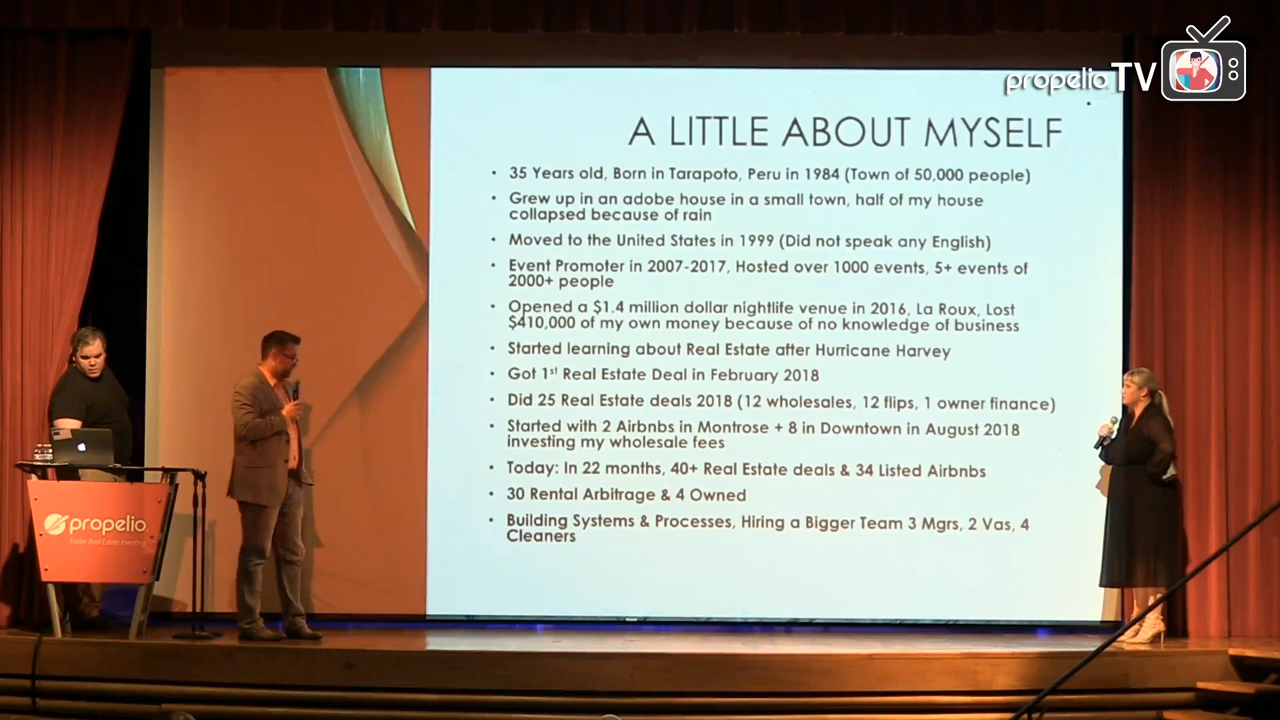 propelio TV
A LITTLE ABOUT MYSELF
• 35 Years old, Born in Tarapoto, Peru in 1984 (Town of 50,000 people)
• Grew up in an adobe house in a small town, half of my house
collapsed because of rain
• Moved to the United States in 1999 (Did not speak any English)
• Event Promoter in 2007-2017, Hosted over 1000 events, 5+ events of
2000+ people
• Opened a $1.4 million dollar nightlife venue in 2016, La Roux, Lost
$410,000 of my own money because of no knowledge of business
• Started learning about Real Estate after Hurricane Harvey
• Got 1st Real Estate Deal in February 2018
• Did 25 Real Estate deals 2018 (12 wholesales, 12 flips, 1 owner finance)
• Started with 2 Airbnbs in Montrose + 8 in Downtown in August 2018
investing my wholesale fees
• Today: In 22 months, 40+ Real Estate deals & 34 Listed Airbnbs
• 30 Rental Arbitrage & 4 Owned
• Building Systems & Processes, Hiring a Bigger Team 3 Mgrs, 2 Vas, 4
Cleaners
propelio.
Real Estate Investing